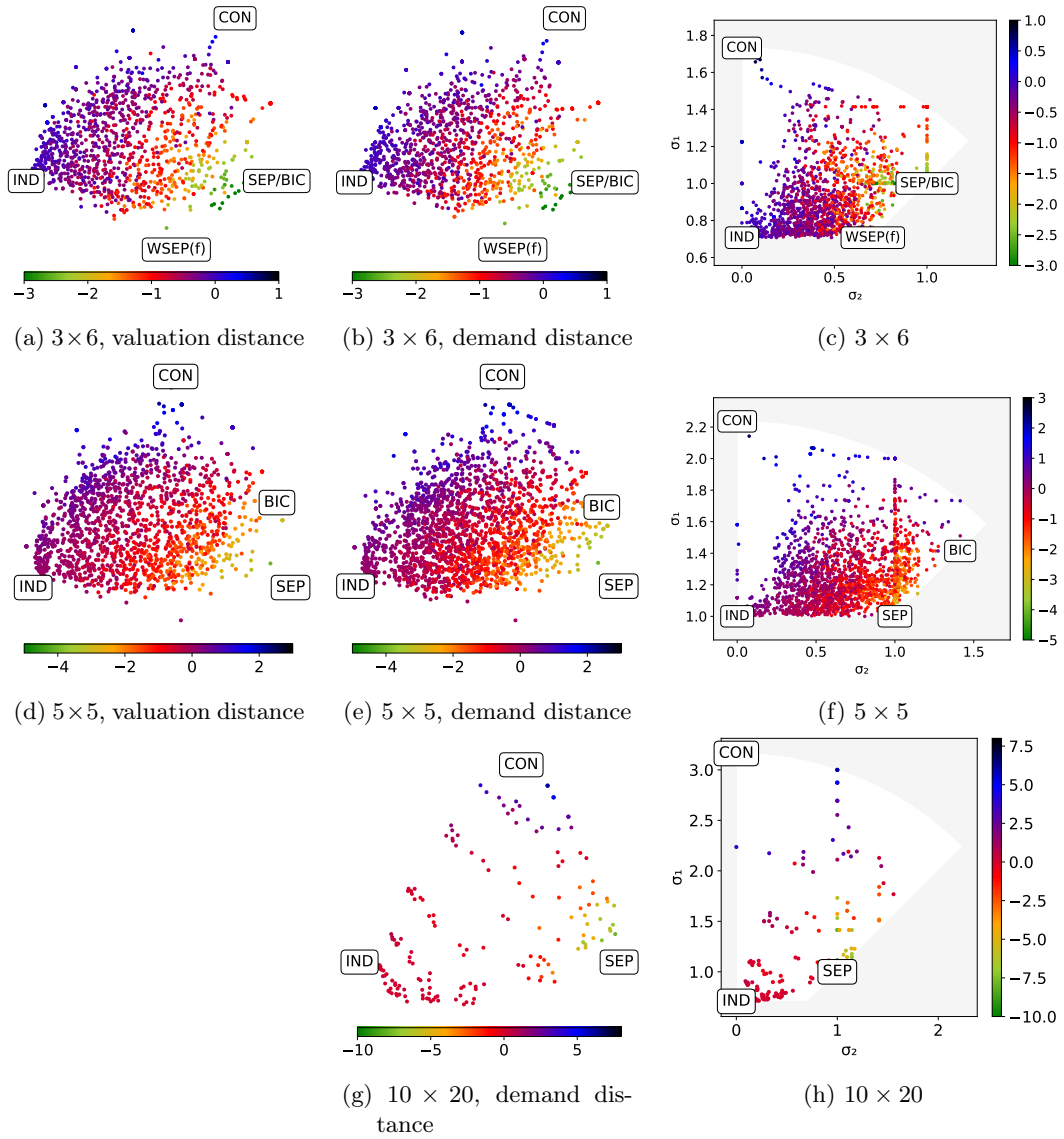 CON
IND
SEP/BIC
WSEP(f)
−3 −2 −1 0 1
(a) 3×6, valuation distance
CON
IND
SEP/BIC
WSEP(f)
−3 −2 −1 0 1
(b) 3 × 6, demand distance
1.8
1.6
1.4
1.2
1.0
0.8
0.6
σ₁
CON
SEP/BIC
IND
WSEP(f)
0.0 0.5 1.0
σ₂
1.0
0.5
0.0
−0.5
−1.0
−1.5
−2.0
−2.5
−3.0
(c) 3 × 6
CON
BIC
IND
SEP
−4 −2 0 2
(d) 5×5, valuation distance
CON
BIC
IND
SEP
−4 −2 0 2
(e) 5 × 5, demand distance
2.2
2.0
1.8
1.6
1.4
1.2
1.0
σ₁
CON
BIC
IND
SEP
0.0 0.5 1.0 1.5
σ₂
3
2
1
0
−1
−2
−3
−4
−5
(f) 5 × 5
CON
IND
SEP
−10 −5 0 5
(g) 10 × 20, demand dis-
tance
3.0
2.5
2.0
1.5
1.0
σ₁
CON
SEP
IND
0 1 2
σ₂
7.5
5.0
2.5
0.0
−2.5
−5.0
−7.5
−10.0
(h) 10 × 20